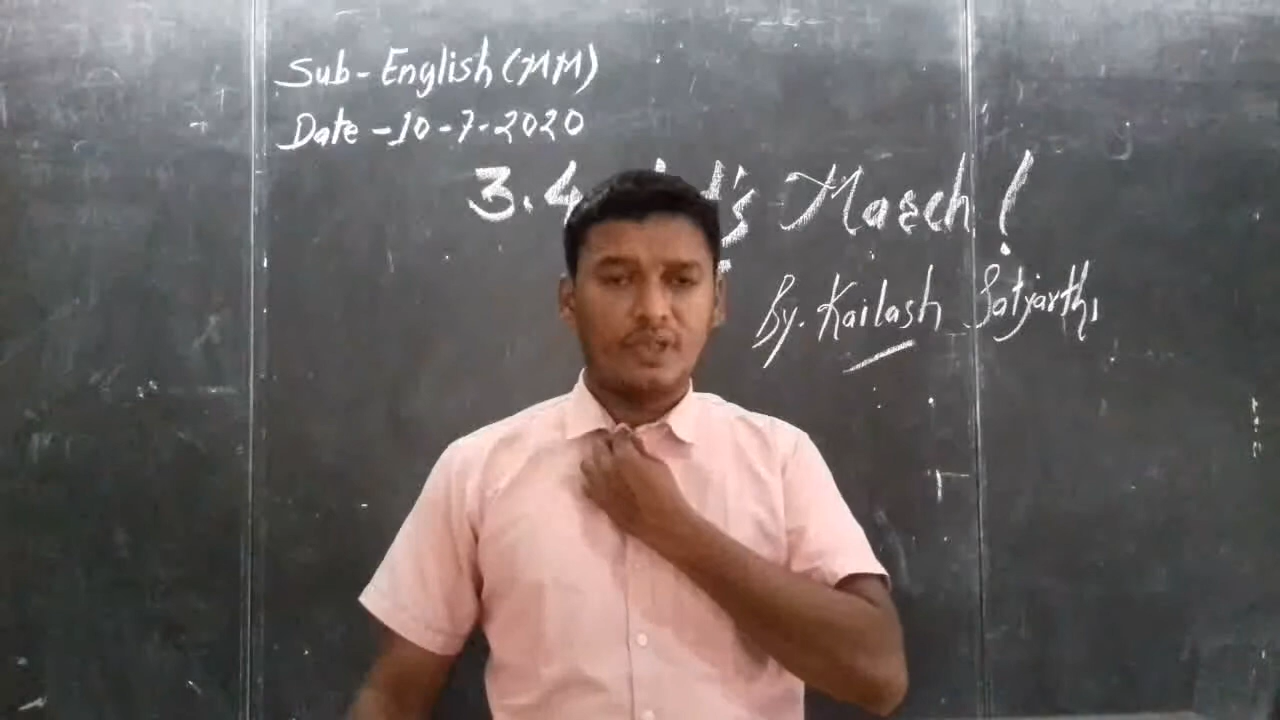 Sub-English (MM)
Date -10-7-2020
3.4 March!
By. Kailash Satyarthi